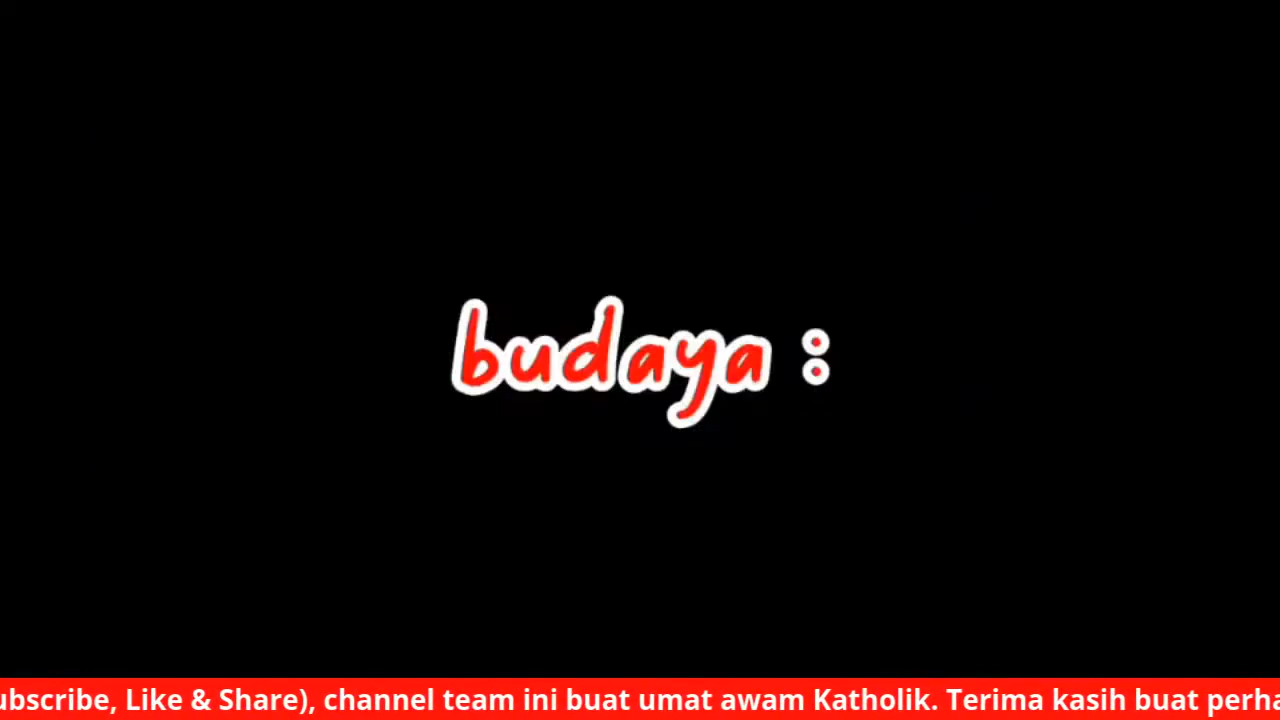 budaya :
ubscribe, Like & Share), channel team ini buat umat awam Katholik. Terima kasih buat perha